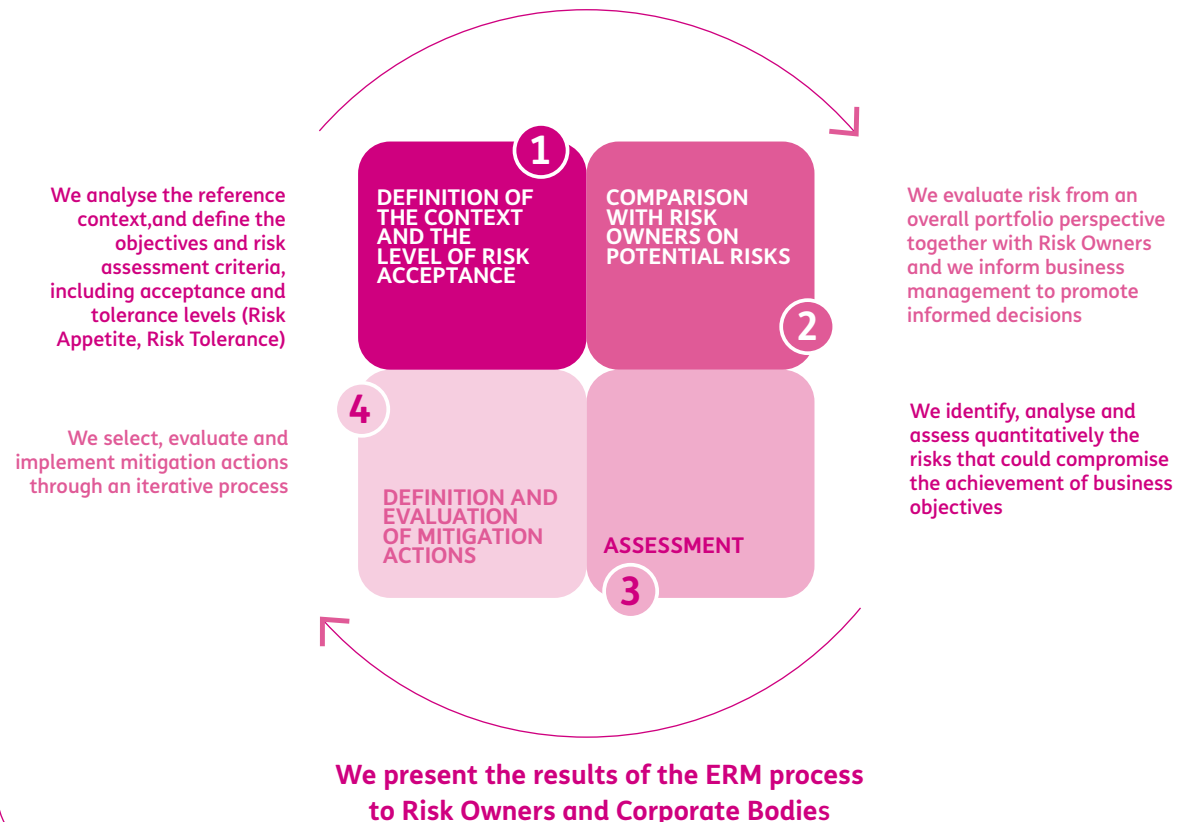 We analyse the reference
context,and define the
objectives and risk
assessment criteria,
including acceptance and
tolerance levels (Risk
Appetite, Risk Tolerance)
1
DEFINITION OF
THE CONTEXT
AND THE
LEVEL OF RISK
ACCEPTANCE
COMPARISON
WITH RISK
OWNERS ON
POTENTIAL RISKS
2
We evaluate risk from an
overall portfolio perspective
together with Risk Owners
and we inform business
management to promote
informed decisions
We select, evaluate and
implement mitigation actions
through an iterative process
4
DEFINITION AND
EVALUATION
OF MITIGATION
ACTIONS
ASSESSMENT
3
We identify, analyse and
assess quantitatively the
risks that could compromise
the achievement of business
objectives
We present the results of the ERM process
to Risk Owners and Corporate Bodies